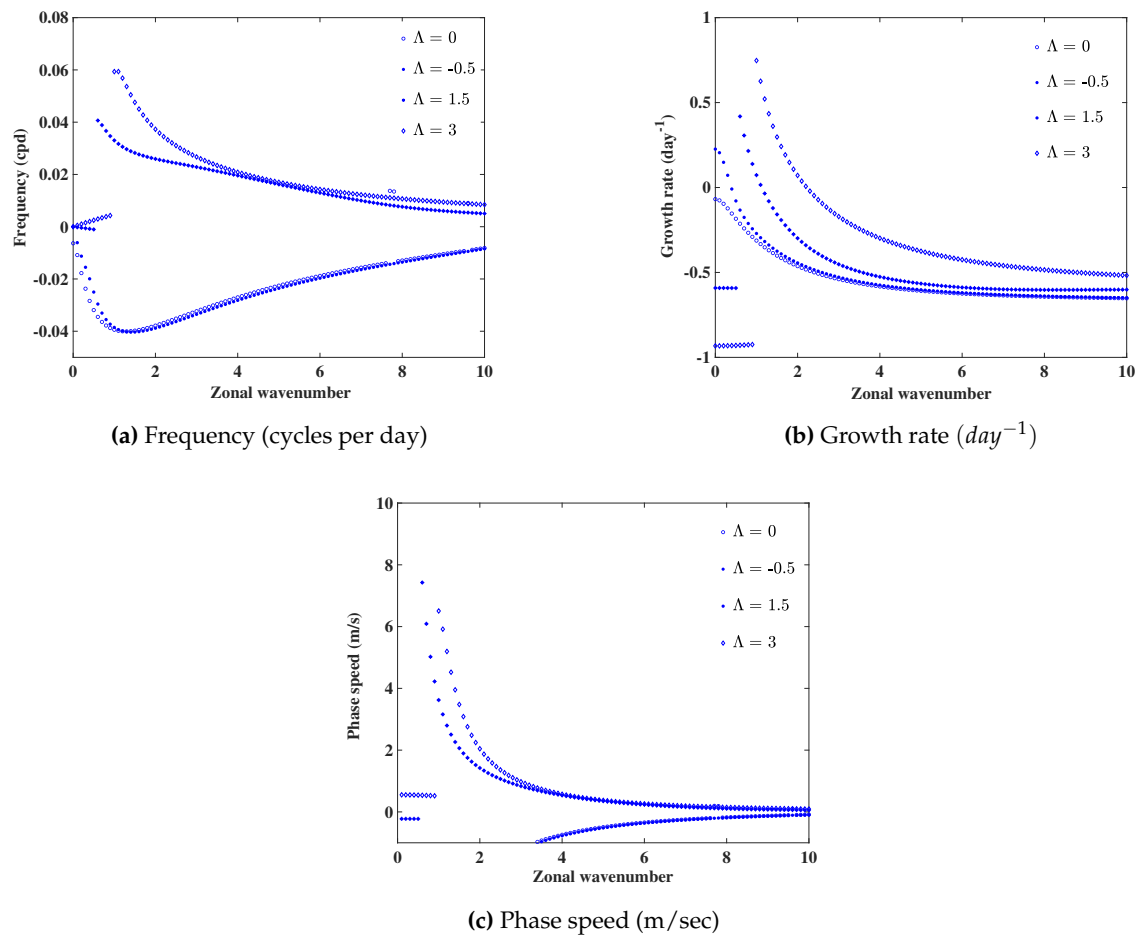 0.08
0.06
0.04
0.02
0
-0.02
-0.04
Frequency (cpd)
0 2 4 6 8 10
Zonal wavenumber
Λ = 0
Λ = -0.5
Λ = 1.5
Λ = 3
(a) Frequency (cycles per day)
1
0.5
0
-0.5
-1
Growth rate (day⁻¹)
0 2 4 6 8 10
Zonal wavenumber
Λ = 0
Λ = -0.5
Λ = 1.5
Λ = 3
(b) Growth rate (day⁻¹)
10
8
6
4
2
0
Phase speed (m/s)
0 2 4 6 8 10
Zonal wavenumber
Λ = 0
Λ = -0.5
Λ = 1.5
Λ = 3
(c) Phase speed (m/sec)